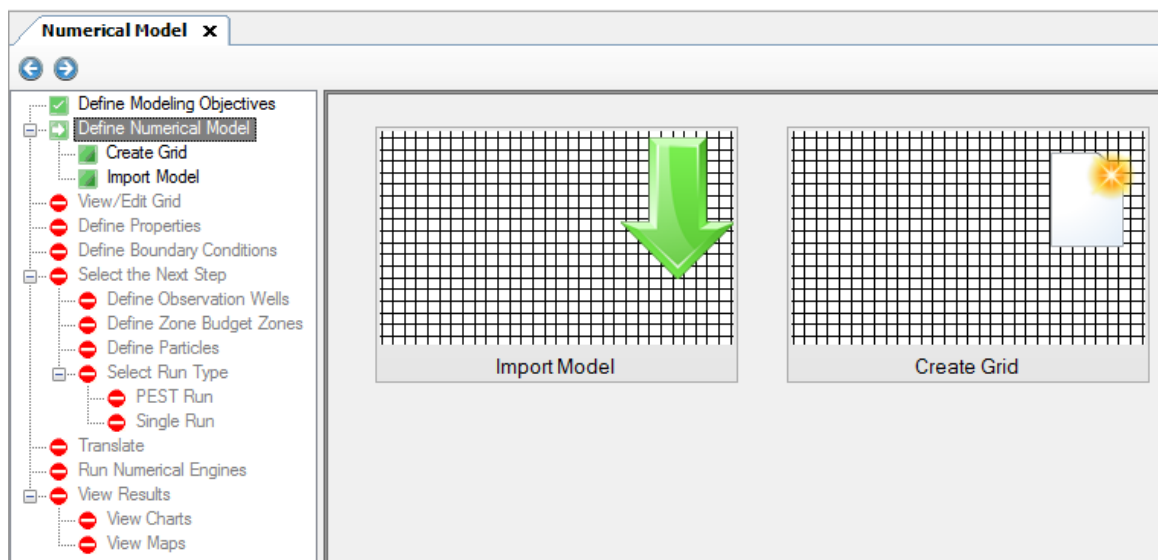 Numerical Model x
Define Modeling Objectives
Define Numerical Model
Create Grid
Import Model
View/Edit Grid
Define Properties
Define Boundary Conditions
Select the Next Step
Define Observation Wells
Define Zone Budget Zones
Define Particles
Select Run Type
PEST Run
Single Run
Translate
Run Numerical Engines
View Results
View Charts
View Maps
Import Model
Create Grid